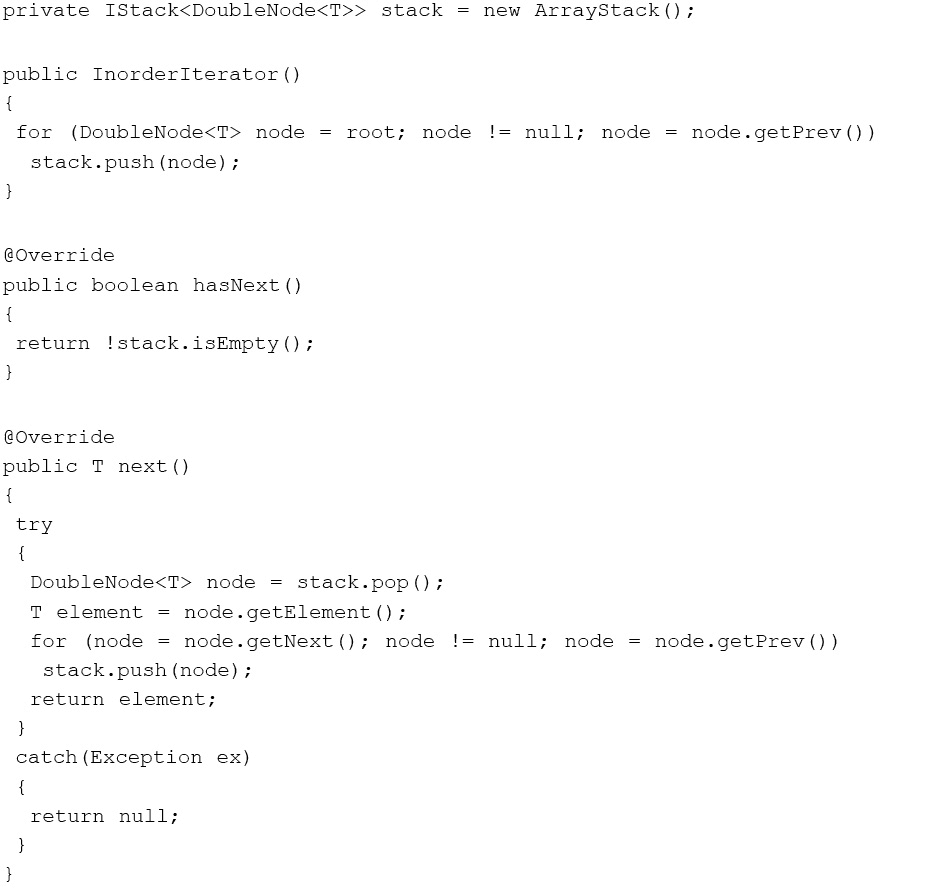 private IStack<DoubleNode<T>> stack = new ArrayStack();
public InorderIterator()
{
for (DoubleNode<T> node = root; node != null; node = node.getPrev())
stack.push(node);
}
@Override
public boolean hasNext()
{
return !stack.isEmpty();
}
@Override
public T next()
{
try
{
DoubleNode<T> node = stack.pop();
T element = node.getElement();
for (node = node.getNext(); node != null; node = node.getPrev())
stack.push(node);
return element;
}
catch(Exception ex)
{
return null;
}
}